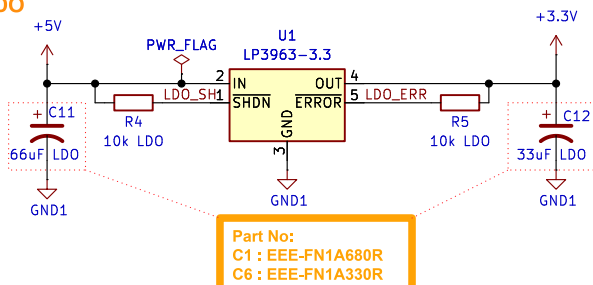 DO
+5V
PWR_FLAG
U1
LP3963-3.3
+3.3V
2 IN OUT 4
LDO_SH 1 SHDN ERROR 5 LDO_ERR
GND
3
C11
66uF LDO
R4
10k LDO
R5
10k LDO
C12
33uF LDO
GND1
GND1
GND1
Part No:
C1 : EEE-FN1A680R
C6 : EEE-FN1A330R